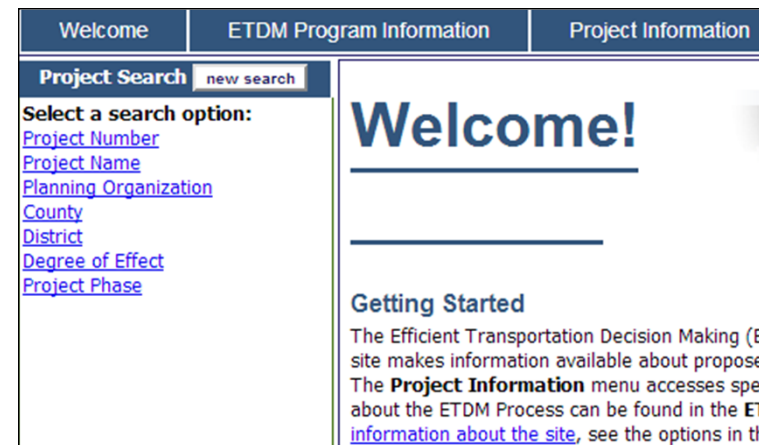 Welcome
ETDM Program Information
Project Information
Project Search new search
Select a search option:
Project Number
Project Name
Planning Organization
County
District
Degree of Effect
Project Phase
Welcome!
Getting Started
The Efficient Transportation Decision Making (
site makes information available about propose
The Project Information menu accesses spe
about the ETDM Process can be found in the
information about the site, see the options in